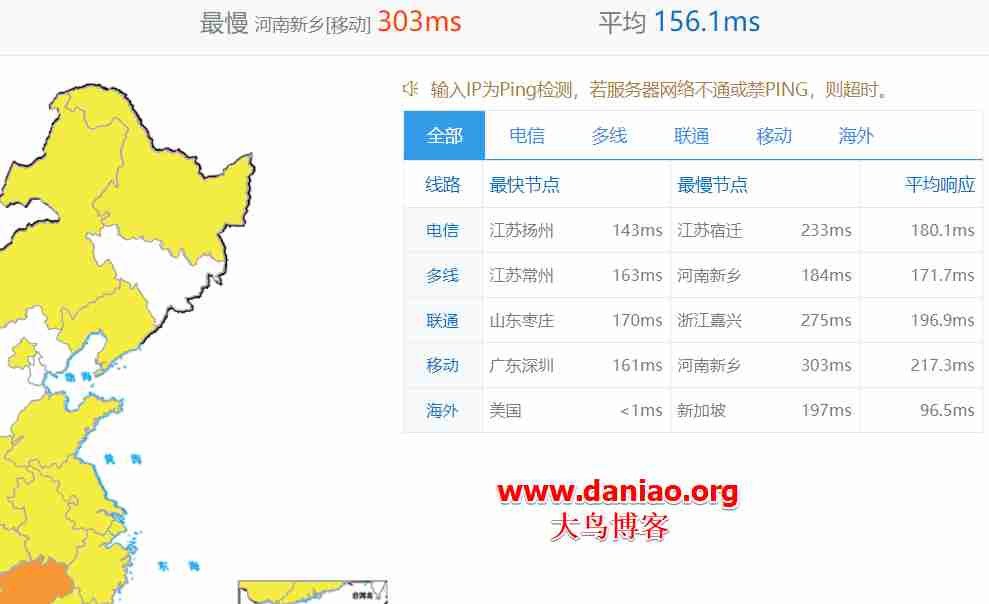 最慢 河南新乡[移动] 303ms 平均 156.1ms
输入IP为Ping检测，若服务器网络不通或禁PING，则超时。
全部 电信 多线 联通 移动 海外
线路 最快节点 最慢节点 平均响应
电信 江苏扬州 143ms 江苏宿迁 233ms 180.1ms
多线 江苏常州 163ms 河南新乡 184ms 171.7ms
联通 山东枣庄 170ms 浙江嘉兴 275ms 196.9ms
移动 广东深圳 161ms 河南新乡 303ms 217.3ms
海外 美国 <1ms 新加坡 197ms 96.5ms
渤海
黄海
www.daniao.org
大鸟博客
东海